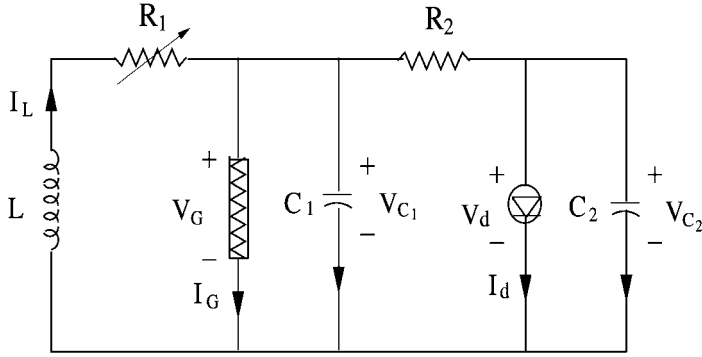 R1
R2
IL
L
+
VG
−
IG
C1
+
VC1
−
+
Vd
−
Id
C2
+
VC2
−